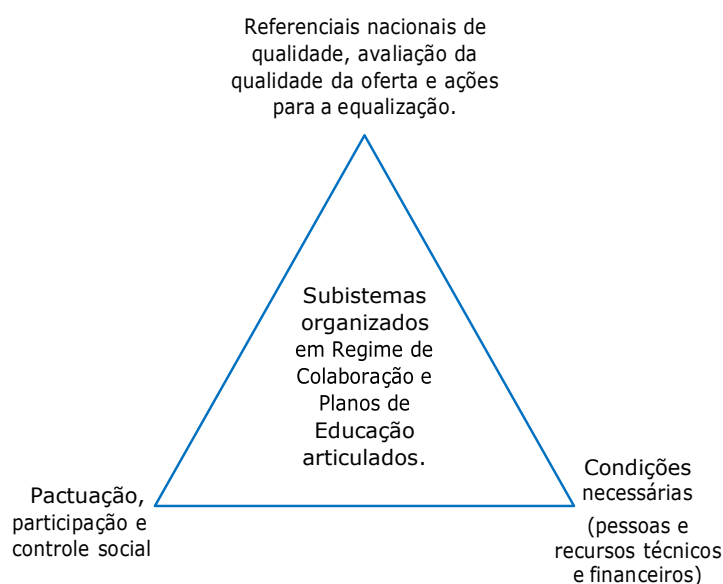 Referenciais nacionais de
qualidade, avaliação da
qualidade da oferta e ações
para a equalização.
Subistemas
organizados
em Regime de
Colaboração e
Planos de
Educação
articulados.
Pactuação,
participação e
controle social
Condições
necessárias
(pessoas e
recursos técnicos
e financeiros)